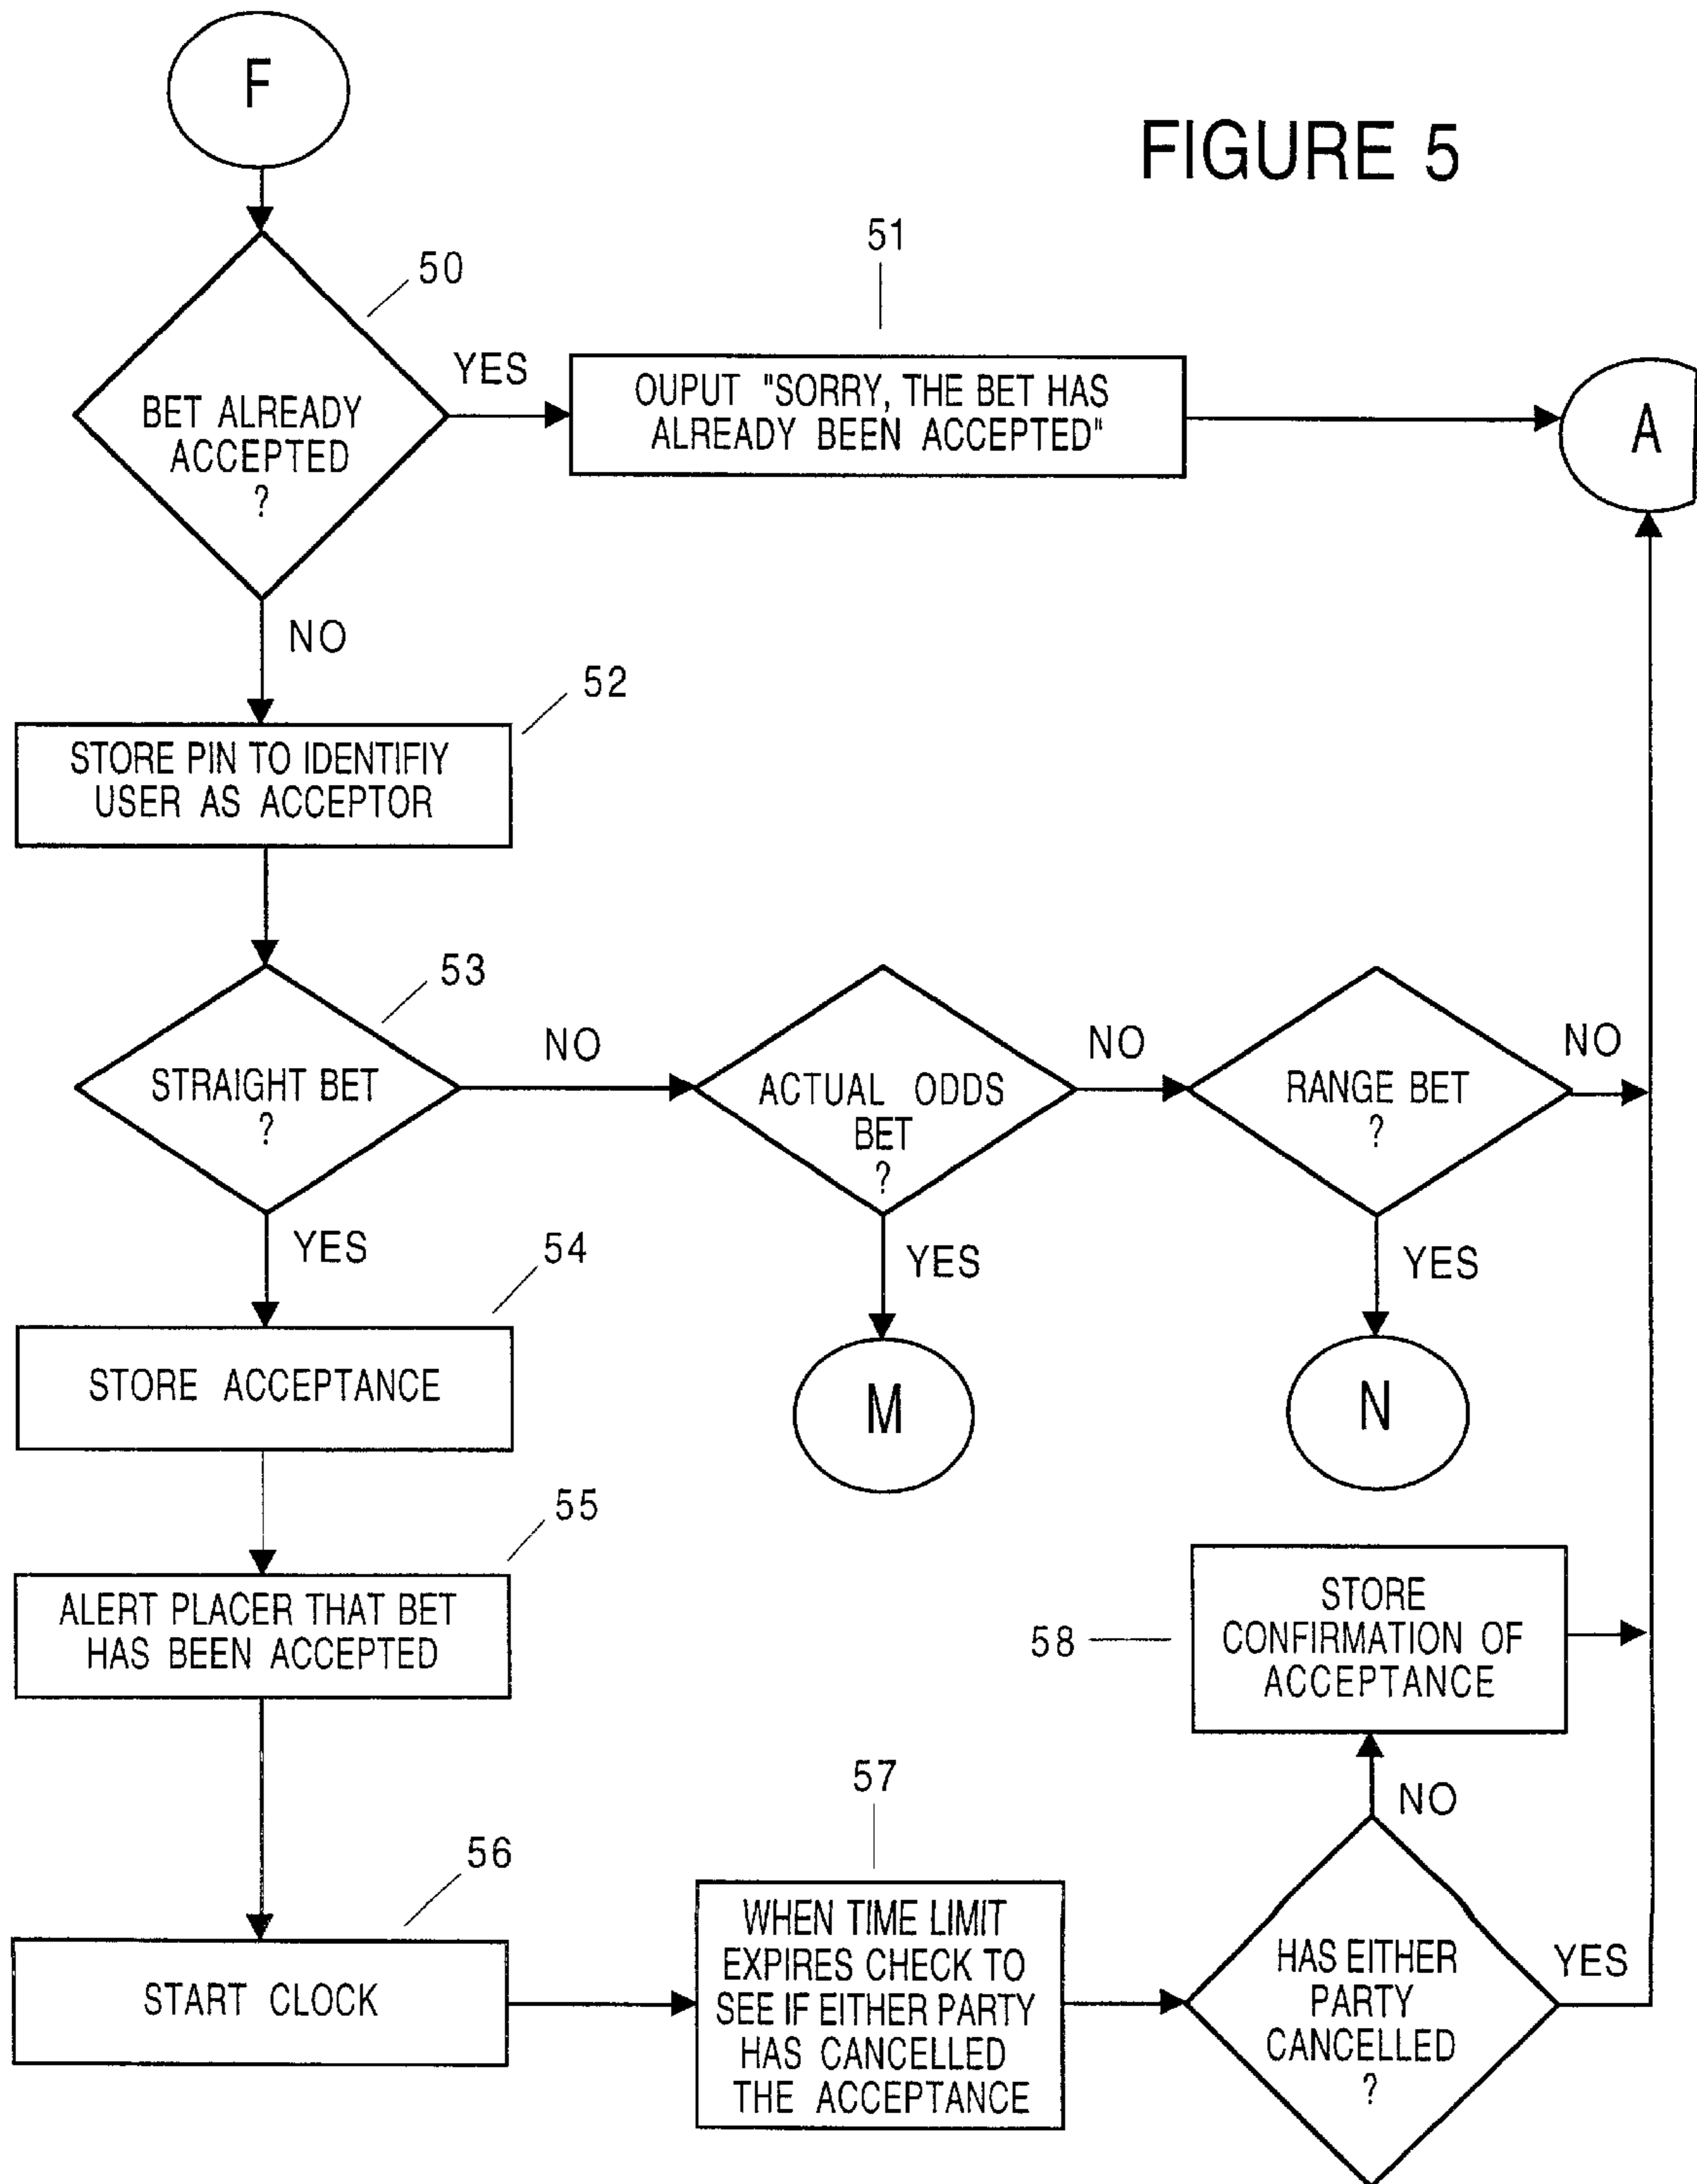 F
FIGURE 5
50
51
BET ALREADY
ACCEPTED
?
YES
OUPUT "SORRY, THE BET HAS
ALREADY BEEN ACCEPTED"
A
NO
52
STORE PIN TO IDENTIFIY
USER AS ACCEPTOR
53
STRAIGHT BET
?
NO
ACTUAL ODDS
BET
?
NO
RANGE BET
?
NO
YES
YES
YES
54
STORE ACCEPTANCE
M
N
55
ALERT PLACER THAT BET
HAS BEEN ACCEPTED
58
STORE
CONFIRMATION OF
ACCEPTANCE
NO
56
START CLOCK
57
WHEN TIME LIMIT
EXPIRES CHECK TO
SEE IF EITHER PARTY
HAS CANCELLED
THE ACCEPTANCE
HAS EITHER
PARTY
CANCELLED
?
YES